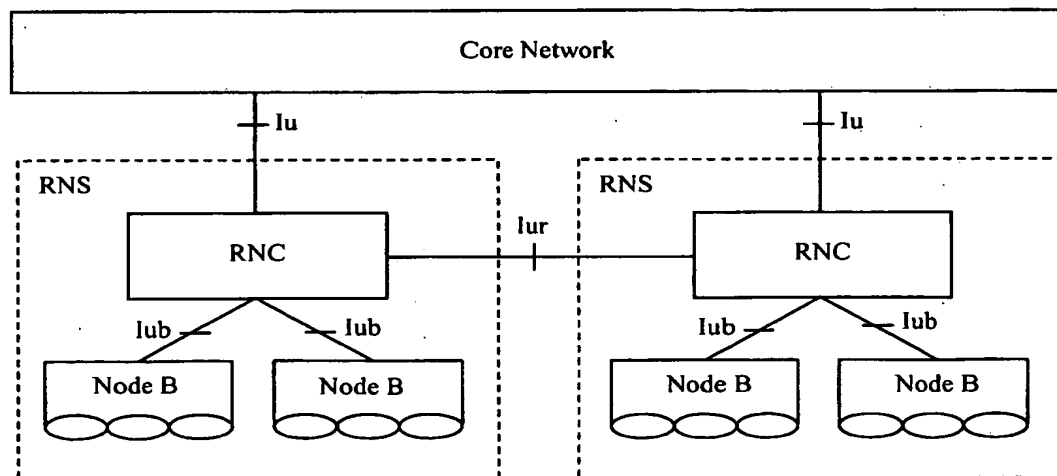 Core Network
Iu
Iu
RNS
RNS
Iur
RNC
RNC
Iub
Iub
Iub
Iub
Node B
Node B
Node B
Node B